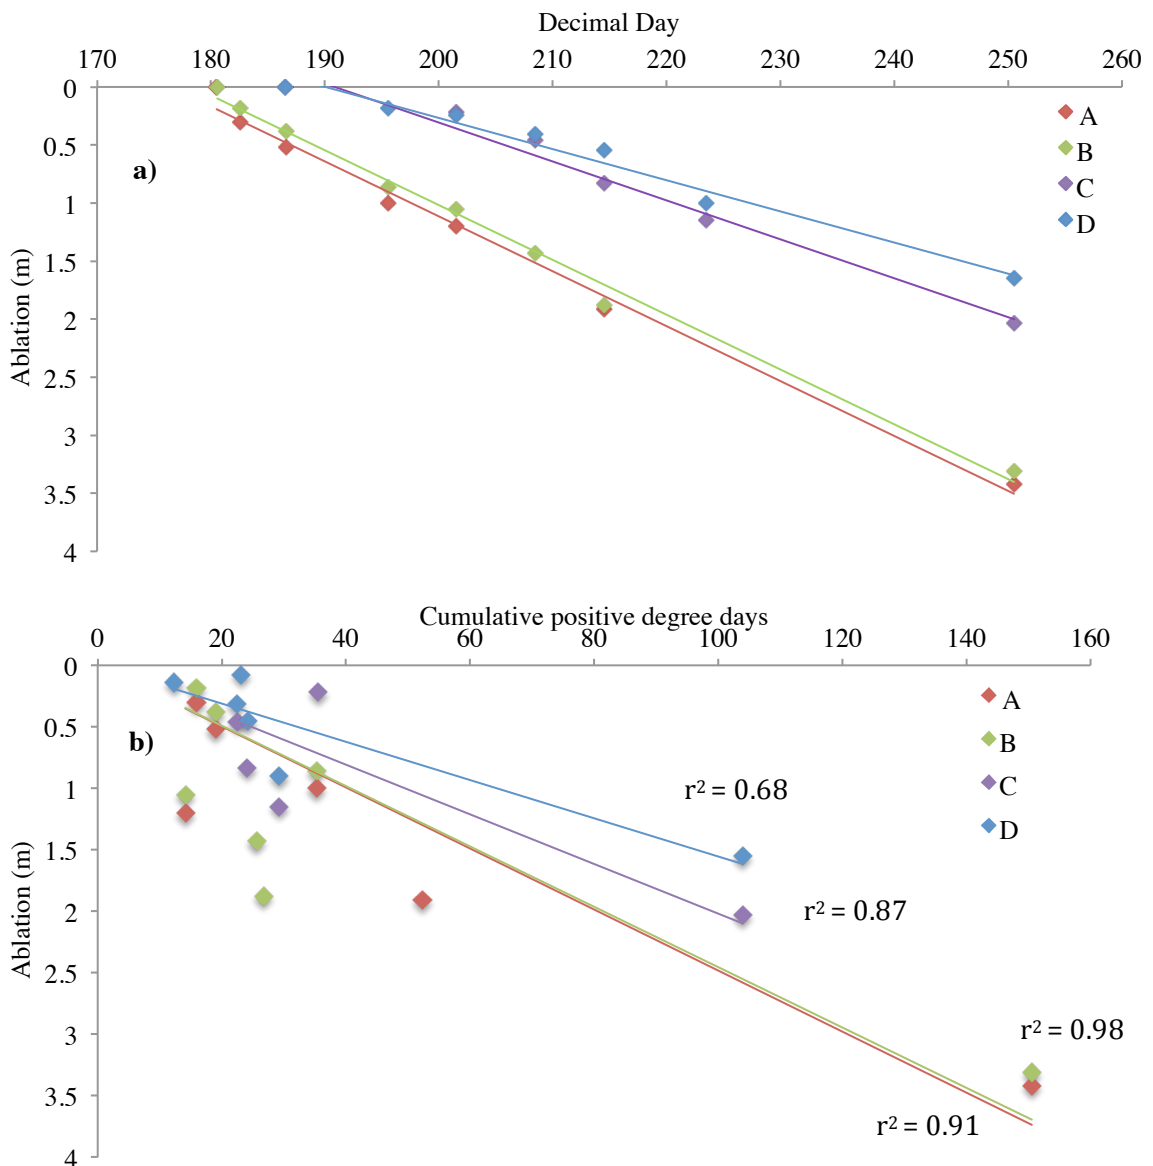 Decimal Day
170 180 190 200 210 220 230 240 250 260
0
0.5
1
1.5
2
2.5
3
3.5
4
Ablation (m)
a)
A
B
C
D
Cumulative positive degree days
0 20 40 60 80 100 120 140 160
0
0.5
1
1.5
2
2.5
3
3.5
4
Ablation (m)
b)
A
B
C
D
r² = 0.68
r² = 0.87
r² = 0.98
r² = 0.91